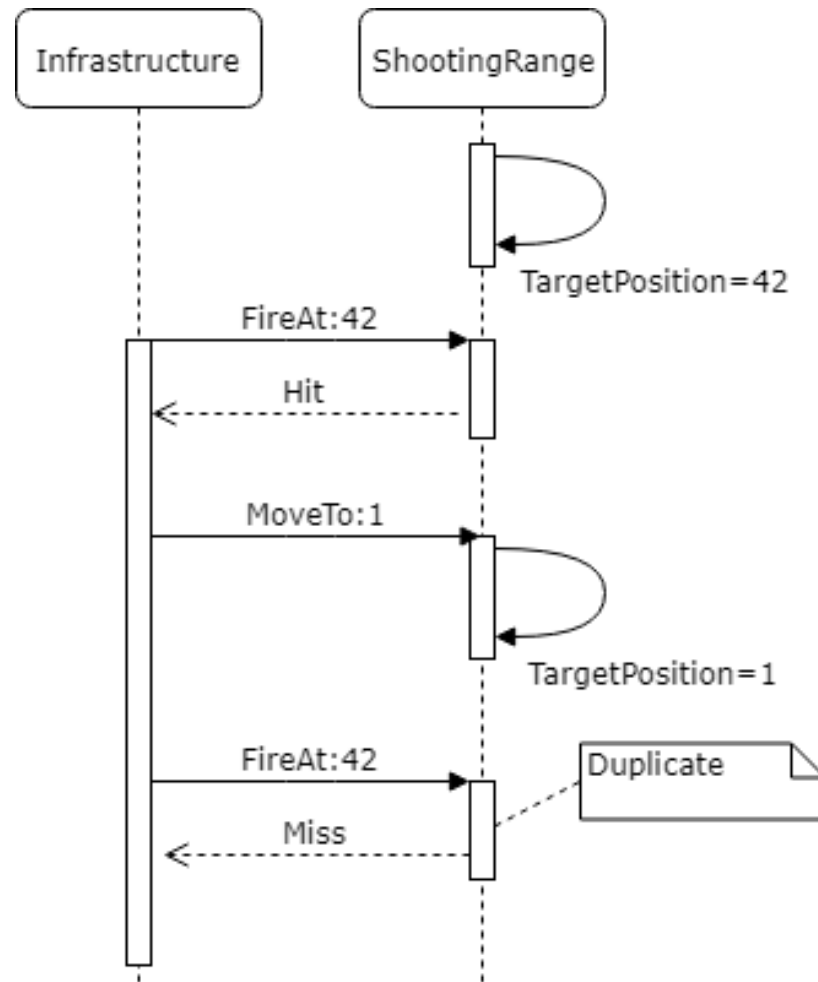 Infrastructure
ShootingRange
TargetPosition=42
FireAt:42
Hit
MoveTo:1
TargetPosition=1
FireAt:42
Duplicate
Miss